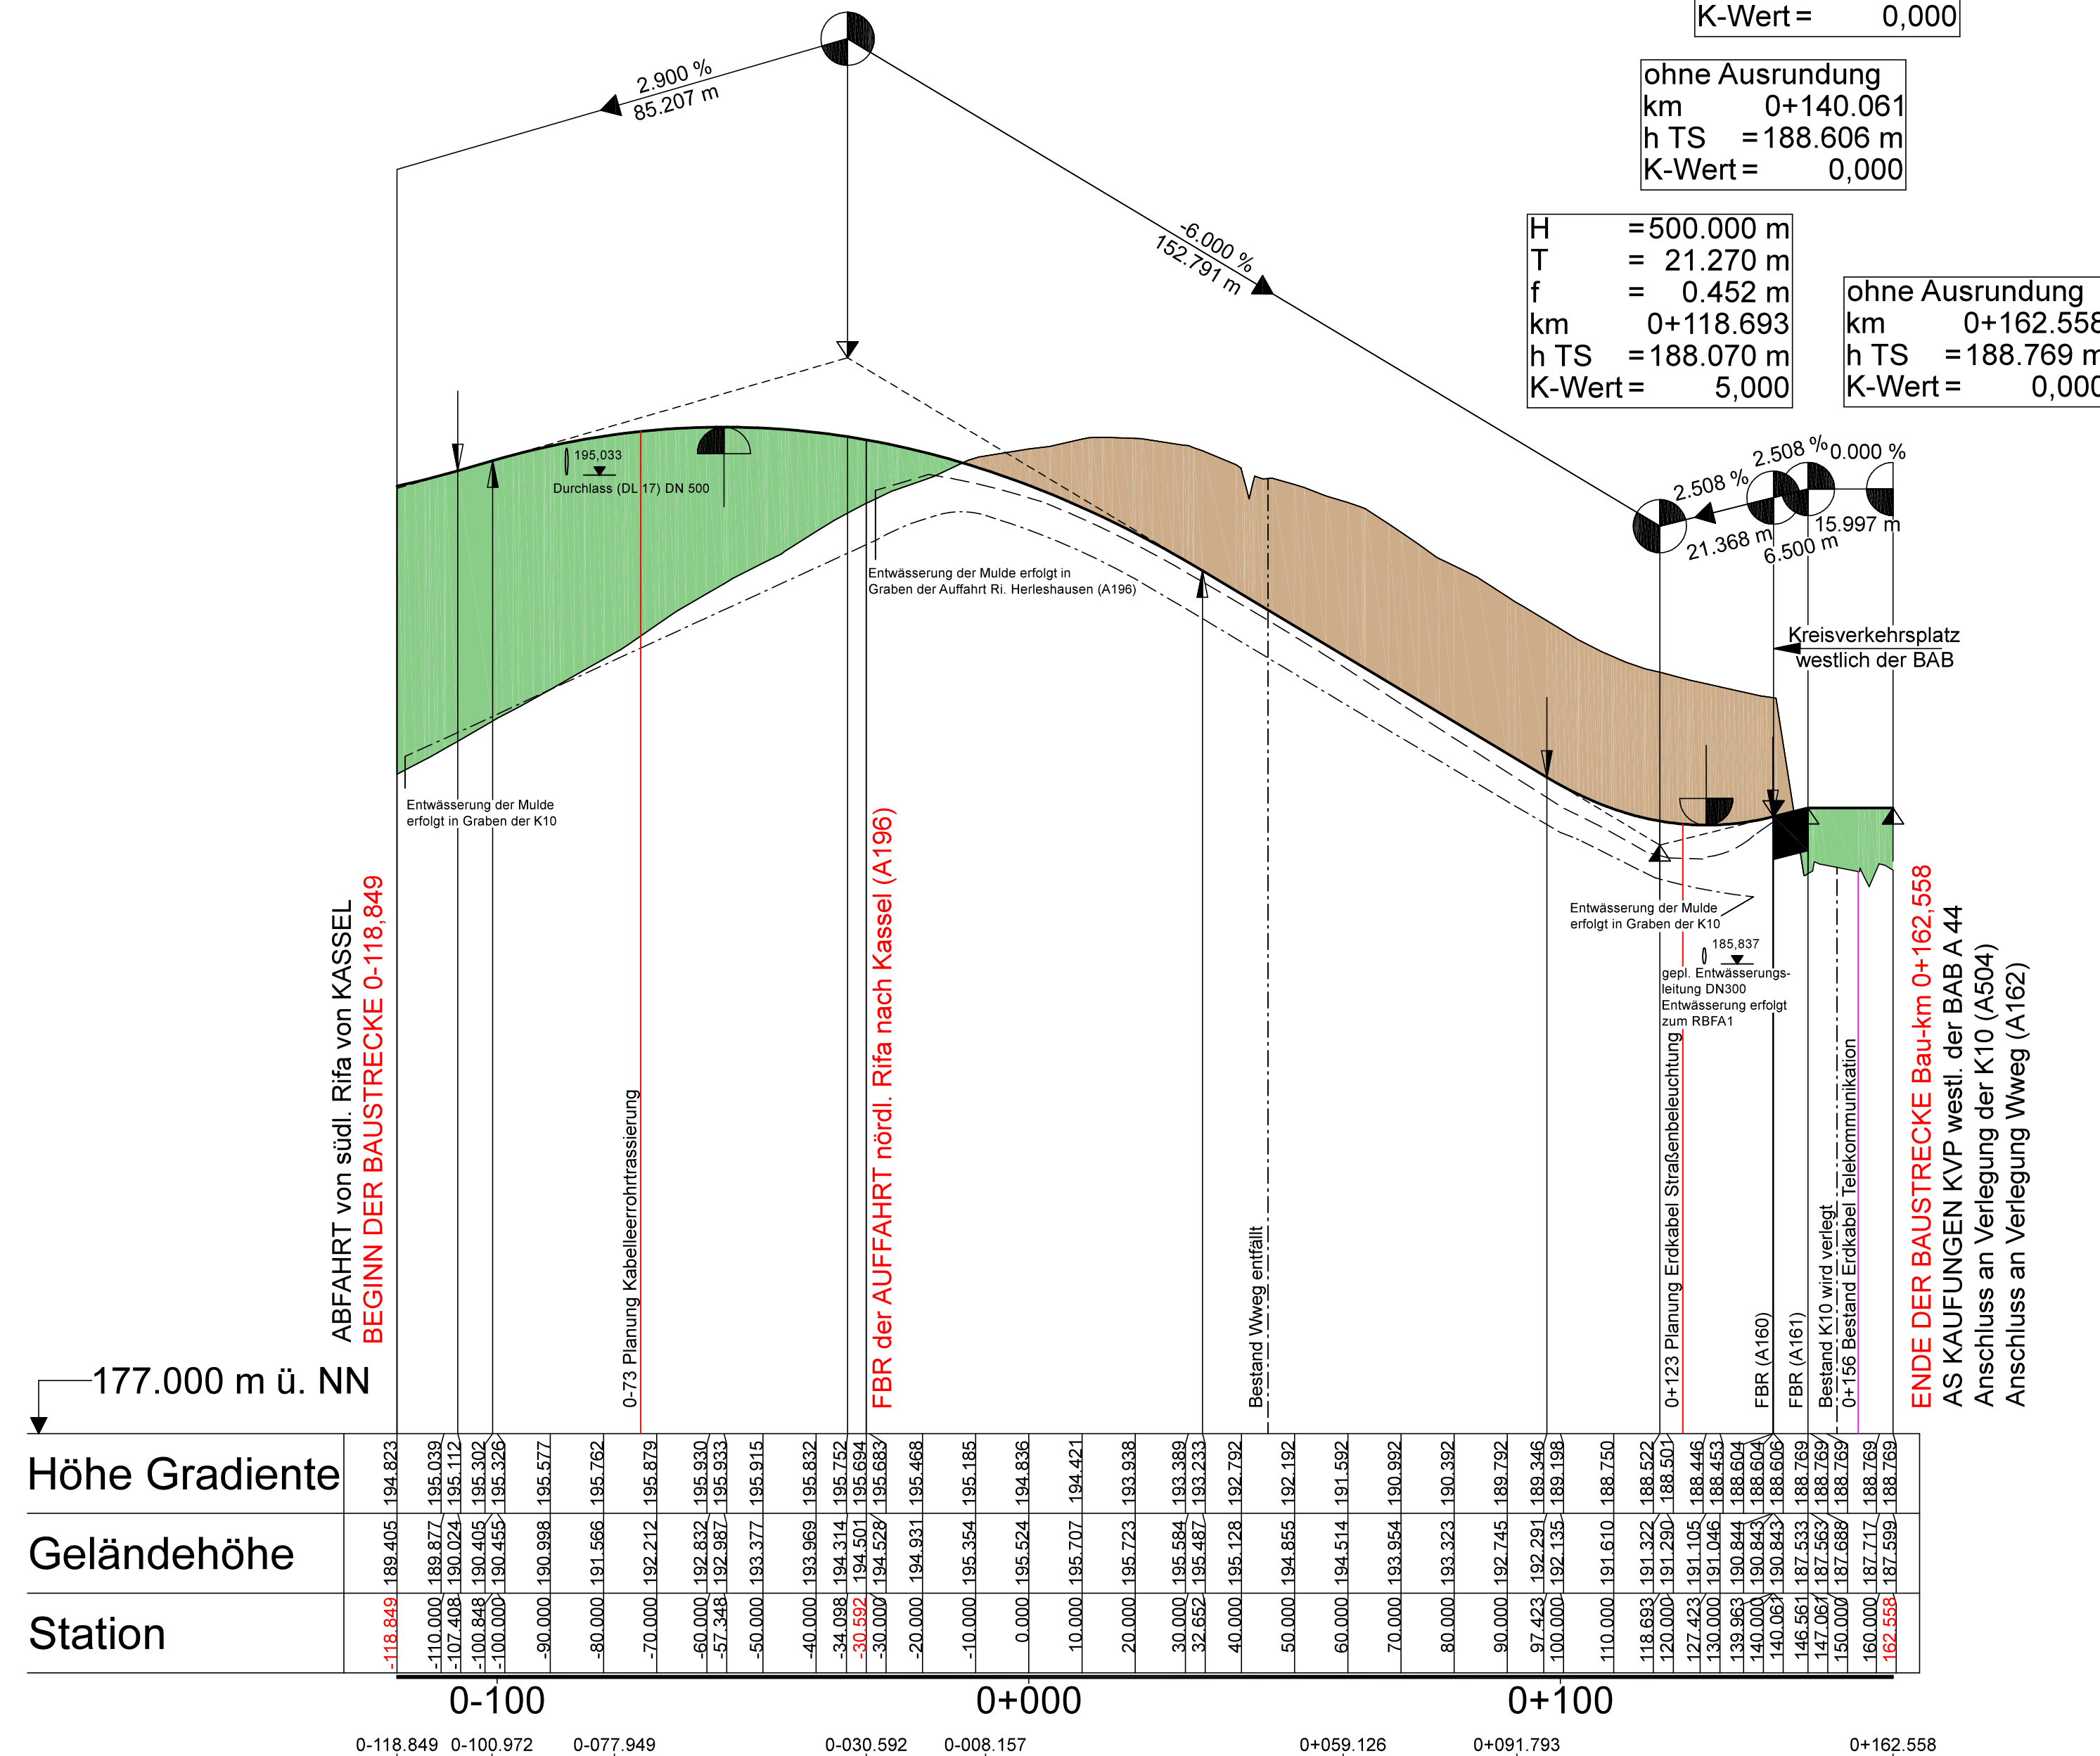 K-Wert = 0,000
ohne Ausrundung
km 0+140.061
h TS =188.606 m
K-Wert = 0,000
H =500.000 m
T = 21.270 m
f = 0.452 m
km 0+118.693
h TS =188.070 m
K-Wert = 5,000
ohne Ausrundung
km 0+162.558
h TS =188.769 m
K-Wert = 0,000
2.900 %
85.207 m
-6.000 %
152.791 m
2.508 %
21.368 m
2.508 %
6.500 m
0.000 %
15.997 m
195,033
Durchlass (DL 17) DN 500
Entwässerung der Mulde erfolgt in
Graben der Auffahrt Ri. Herleshausen (A196)
Kreisverkehrsplatz
westlich der BAB
Entwässerung der Mulde
erfolgt in Graben der K10
Entwässerung der Mulde
erfolgt in Graben der K10
185,837
gepl. Entwässerungs-
leitung DN300
Entwässerung erfolgt
zum RBFA1
ABFAHRT von südl. Rifa von KASSEL
BEGINN DER BAUSTRECKE 0-118,849
0-73 Planung Kabelleerrohrtrassierung
FBR der AUFFAHRT nördl. Rifa nach Kassel (A196)
Bestand Wweg entfällt
0+123 Planung Erdkabel Straßenbeleuchtung
FBR (A160)
FBR (A161)
Bestand K10 wird verlegt
0+156 Bestand Erdkabel Telekommunikation
ENDE DER BAUSTRECKE Bau-km 0+162,558
AS KAUFUNGEN KVP westl. der BAB A 44
Anschluss an Verlegung der K10 (A504)
Anschluss an Verlegung Wweg (A162)
177.000 m ü. NN
Höhe Gradiente 194.823 195.039 195.112 195.302 195.326 195.577 195.762 195.879 195.930 195.933 195.915 195.832 195.752 195.694 195.683 195.468 195.185 194.836 194.421 193.938 193.389 193.233 192.792 192.192 191.592 190.992 190.392 189.792 189.346 189.198 188.750 188.522 188.501 188.446 188.453 188.604 188.604 188.606 188.769 188.769 188.769 188.769 188.769
Geländehöhe 189.405 189.877 190.024 190.405 190.455 190.998 191.566 192.212 192.832 192.987 193.377 193.969 194.314 194.501 194.528 194.931 195.354 195.524 195.707 195.723 195.584 195.487 195.128 194.855 194.514 193.954 193.323 192.745 192.291 192.135 191.610 191.322 191.290 191.105 191.046 190.844 190.843 190.843 187.533 187.563 187.688 187.717 187.599
Station -118.849 -110.000 -107.408 -100.848 -100.000 -90.000 -80.000 -70.000 -60.000 -57.348 -50.000 -40.000 -34.098 -30.592 -30.000 -20.000 -10.000 0.000 10.000 20.000 30.000 32.652 40.000 50.000 60.000 70.000 80.000 90.000 97.423 100.000 110.000 118.693 120.000 127.423 130.000 139.963 140.000 140.061 146.561 147.061 150.000 160.000 162.558
0-100 0+000 0+100
0-118.849 0-100.972 0-077.949 0-030.592 0-008.157 0+059.126 0+091.793 0+162.558